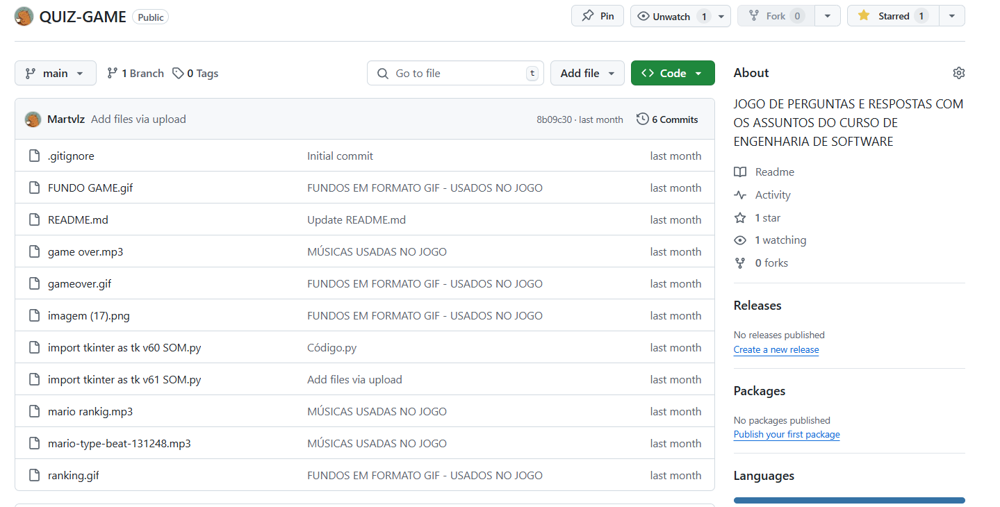 QUIZ-GAME Public Pin Unwatch 1 Fork 0 Starred 1
main 1 Branch 0 Tags Go to file t Add file Code
Martvlz Add files via upload 8b09c30 · last month 6 Commits
.gitignore Initial commit last month
FUNDO GAME.gif FUNDOS EM FORMATO GIF - USADOS NO JOGO last month
README.md Update README.md last month
game over.mp3 MÚSICAS USADAS NO JOGO last month
gameover.gif FUNDOS EM FORMATO GIF - USADOS NO JOGO last month
imagem (17).png FUNDOS EM FORMATO GIF - USADOS NO JOGO last month
import tkinter as tk v60 SOM.py Código.py last month
import tkinter as tk v61 SOM.py Add files via upload last month
mario rankig.mp3 MÚSICAS USADAS NO JOGO last month
mario-type-beat-131248.mp3 MÚSICAS USADAS NO JOGO last month
ranking.gif FUNDOS EM FORMATO GIF - USADOS NO JOGO last month
About
JOGO DE PERGUNTAS E RESPOSTAS COM
OS ASSUNTOS DO CURSO DE
ENGENHARIA DE SOFTWARE
Readme
Activity
1 star
1 watching
0 forks
Releases
No releases published
Create a new release
Packages
No packages published
Publish your first package
Languages